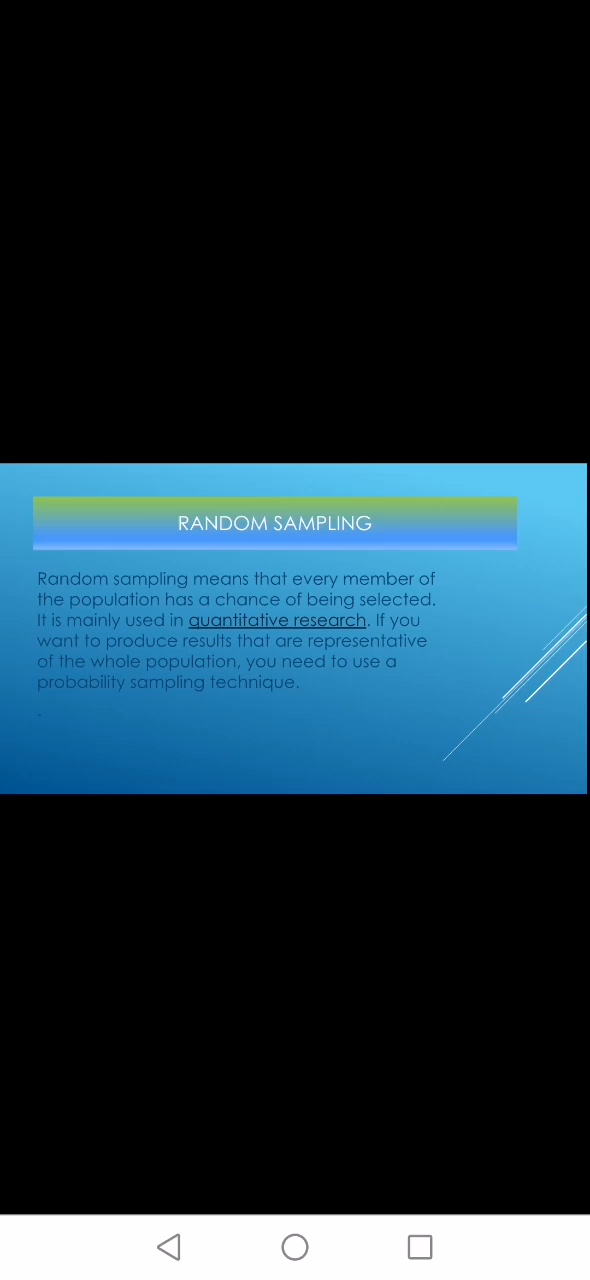 RANDOM SAMPLING
Random sampling means that every member of
the population has a chance of being selected.
It is mainly used in quantitative research. If you
want to produce results that are representative
of the whole population, you need to use a
probability sampling technique.
.